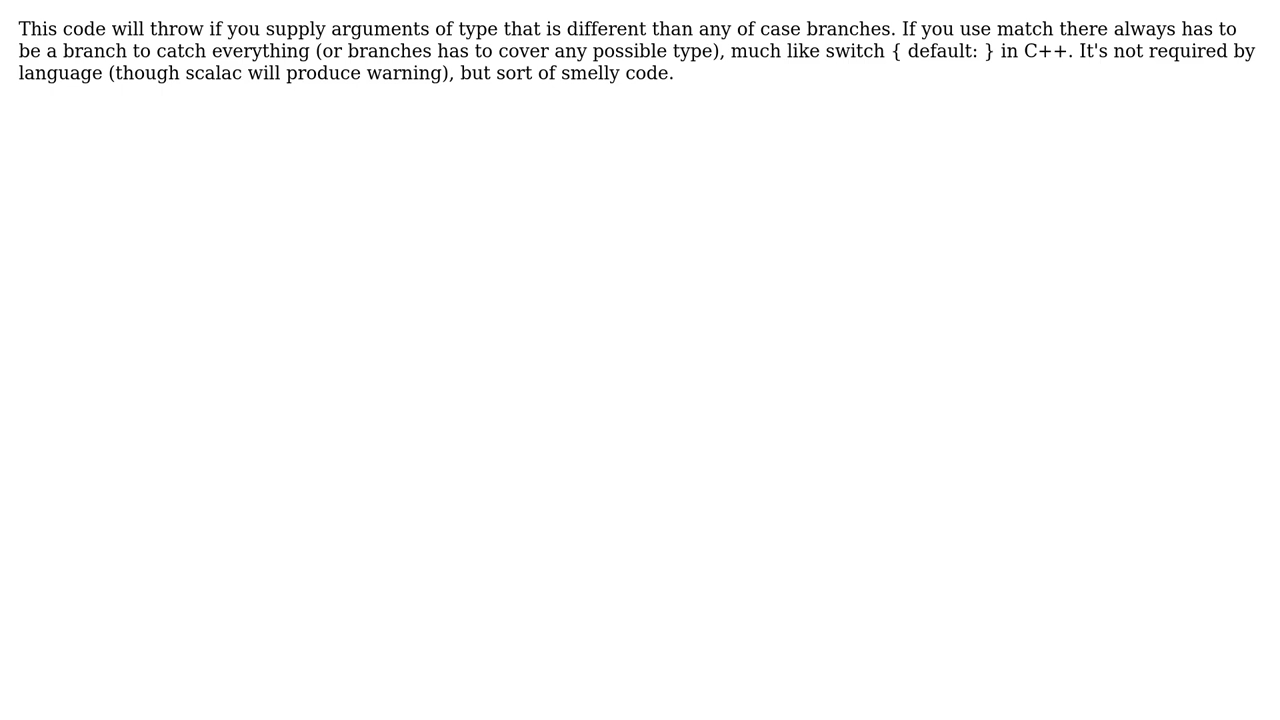 This code will throw if you supply arguments of type that is different than any of case branches. If you use match there always has to
be a branch to catch everything (or branches has to cover any possible type), much like switch { default: } in C++. It's not required by
language (though scalac will produce warning), but sort of smelly code.